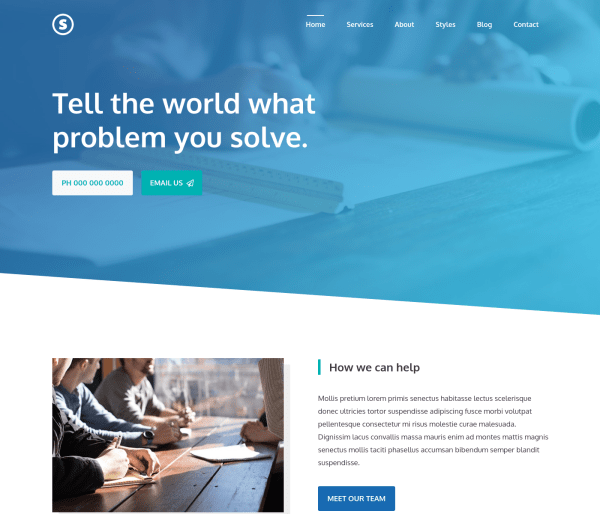 S
Home Services About Styles Blog Contact
Tell the world what
problem you solve.
PH 000 000 0000 EMAIL US
How we can help
Mollis pretium lorem primis senectus habitasse lectus scelerisque
donec ultricies tortor suspendisse adipiscing fusce morbi volutpat
pellentesque consectetur mi risus molestie curae malesuada.
Dignissim lacus convallis massa mauris enim ad montes mattis magnis
senectus mollis taciti phasellus accumsan bibendum semper blandit
suspendisse.
MEET OUR TEAM